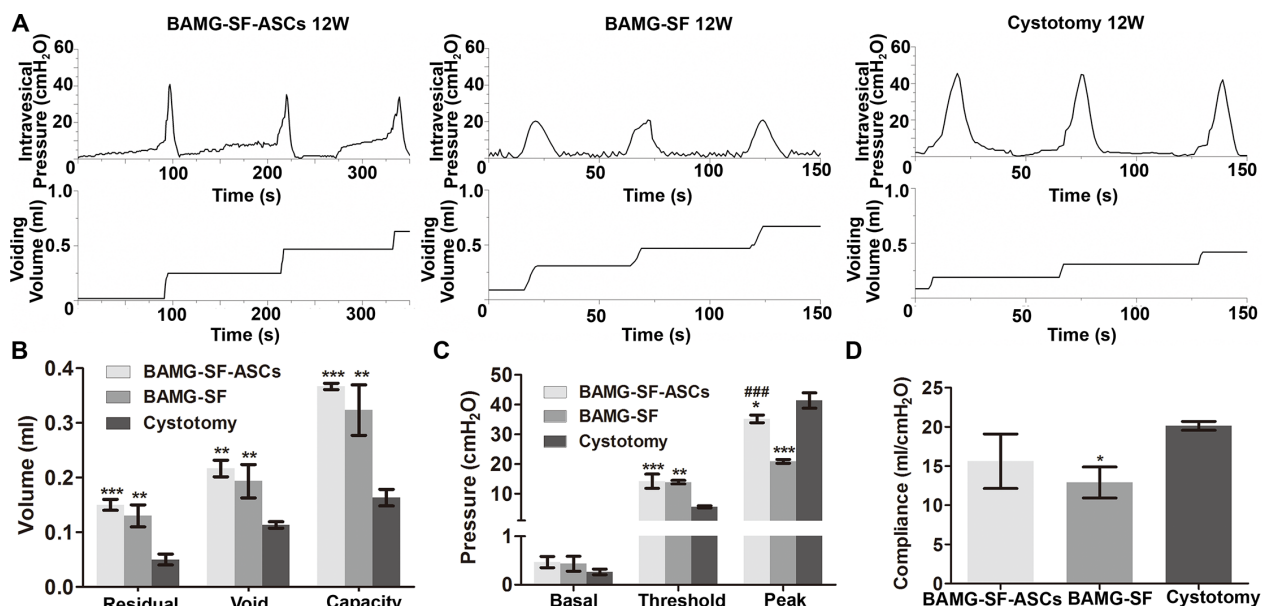 A
BAMG-SF-ASCs 12W
BAMG-SF 12W
Cystotomy 12W
Intravesical
Pressure (cmH2O)
60
40
20
0
100
200
300
Time (s)
Intravesical
Pressure (cmH2O)
60
40
20
0
50
100
150
Time (s)
Intravesical
Pressure (cmH2O)
60
40
20
0
50
100
150
Time (s)
Voiding
Volume (ml)
1.0
0.5
0
100
200
300
Time (s)
Voiding
Volume (ml)
1.0
0.5
0
50
100
150
Time (s)
Voiding
Volume (ml)
1.0
0.5
0
50
100
150
Time (s)
B
Volume (ml)
0.4
0.3
0.2
0.1
0.0
BAMG-SF-ASCs
BAMG-SF
Cystotomy
*** **
** **
*** **
Residual
Void
Capacity
C
Pressure (cmH2O)
50
40
30
20
10
1
0
BAMG-SF-ASCs
BAMG-SF
Cystotomy
*** **
###
*
***
Basal
Threshold
Peak
D
Compliance (ml/cmH2O)
25
20
15
10
5
0
*
BAMG-SF-ASCs
BAMG-SF
Cystotomy